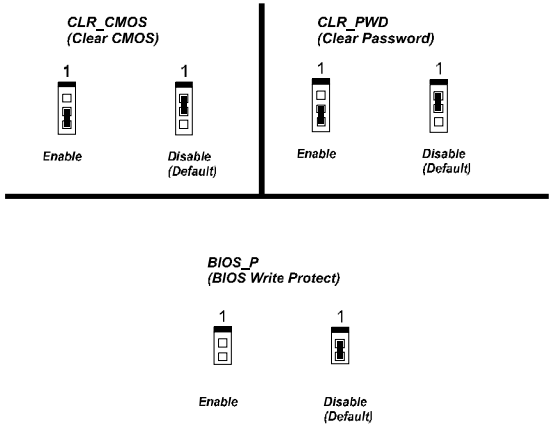 CLR_CMOS
(Clear CMOS)
1
1
Enable
Disable
(Default)
CLR_PWD
(Clear Password)
1
1
Enable
Disable
(Default)
BIOS_P
(BIOS Write Protect)
1
1
Enable
Disable
(Default)